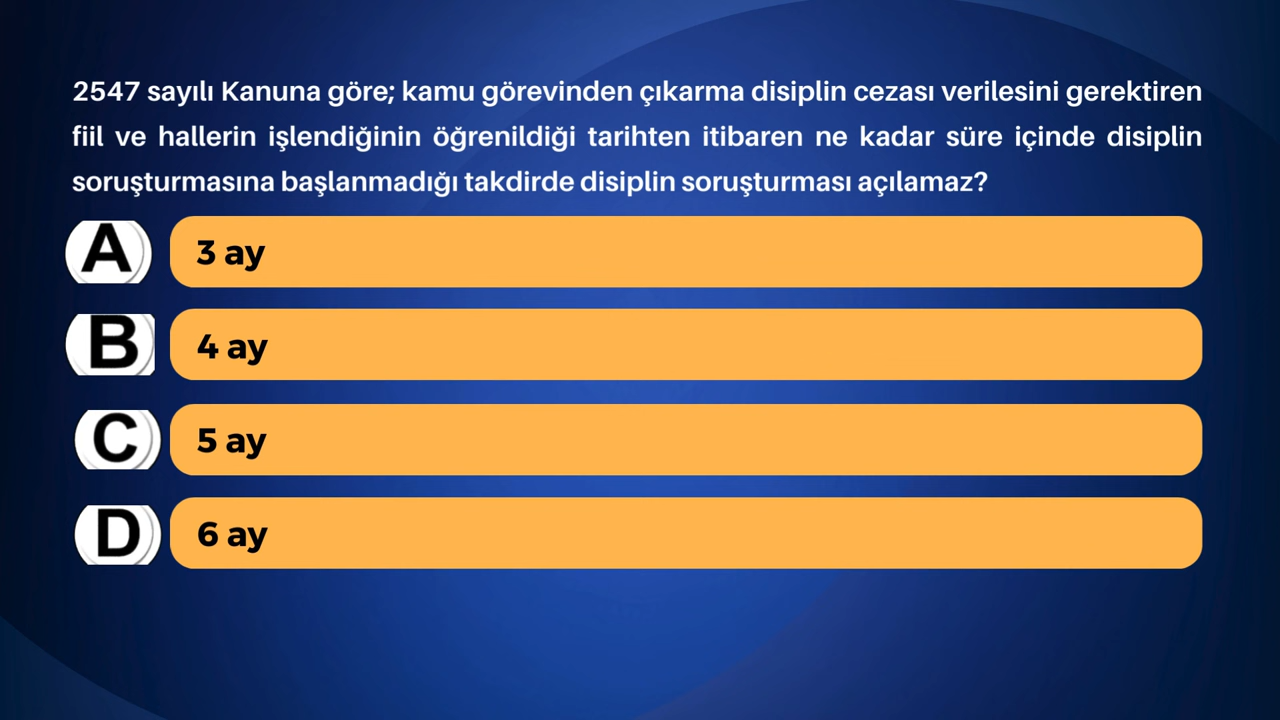 2547 sayılı Kanuna göre; kamu görevinden çıkarma disiplin cezası verilesini gerektiren
fiil ve hallerin işlendiğinin öğrenildiği tarihten itibaren ne kadar süre içinde disiplin
soruşturmasına başlanmadığı takdirde disiplin soruşturması açılamaz?
A 3 ay
B 4 ay
C 5 ay
D 6 ay